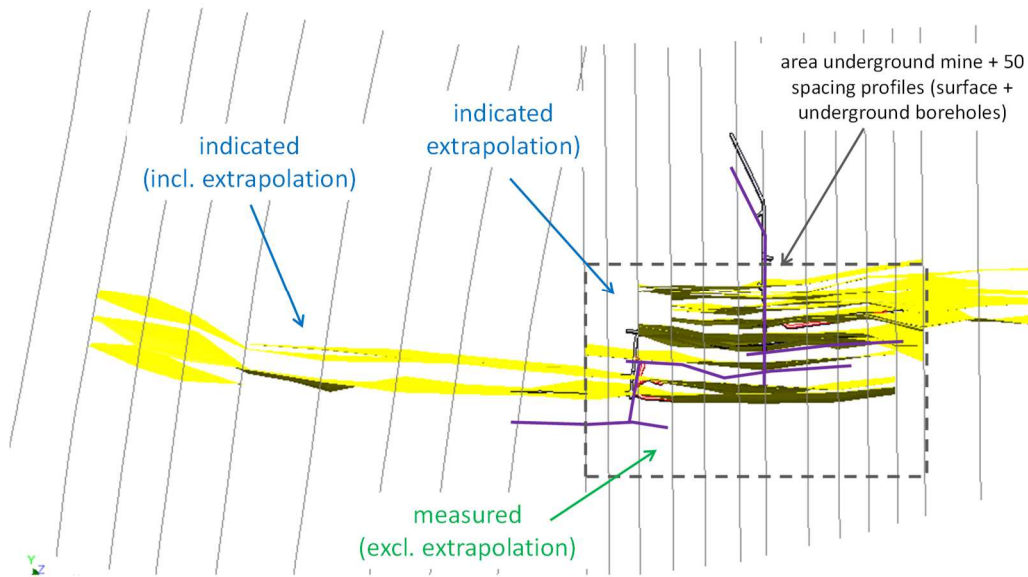 area underground mine + 50
spacing profiles (surface +
underground boreholes)
indicated
extrapolation)
indicated
(incl. extrapolation)
measured
(excl. extrapolation)
Y
Z